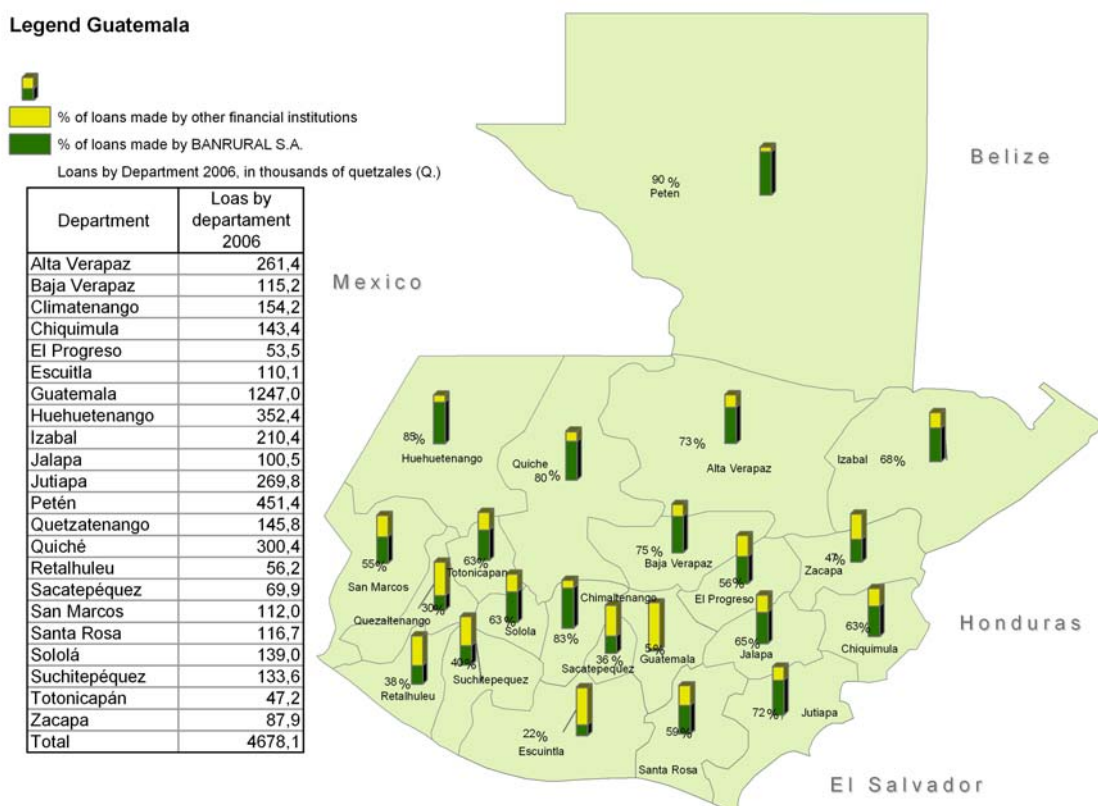 Legend Guatemala
% of loans made by other financial institutions
% of loans made by BANRURAL S.A.
Loans by Department 2006, in thousands of quetzales (Q.)
Department Loas by departament 2006
Alta Verapaz 261,4
Baja Verapaz 115,2
Climatenango 154,2
Chiquimula 143,4
El Progreso 53,5
Escuitla 110,1
Guatemala 1247,0
Huehuetenango 352,4
Izabal 210,4
Jalapa 100,5
Jutiapa 269,8
Petén 451,4
Quetzatenango 145,8
Quiché 300,4
Retalhuleu 56,2
Sacatepéquez 69,9
San Marcos 112,0
Santa Rosa 116,7
Sololá 139,0
Suchitepéquez 133,6
Totonicapán 47,2
Zacapa 87,9
Total 4678,1
Belize
Mexico
Honduras
El Salvador
90 %
Peten
85%
Huehuetenango
Quiche
80 %
73 %
Alta Verapaz
Izabal 68%
55%
San Marcos
63%
Totonicapan
75 %
Baja Verapaz
56%
El Progreso
47%
Zacapa
30%
Quezaltenango
63 %
Solola
Chimaltenango
83%
36 %
Sacatepequez
5%
Guatemala
65%
Jalapa
63%
Chiquimula
38%
Retalhuleu
40%
Suchitepequez
22%
Escuintla
59%
Santa Rosa
72%
Jutiapa